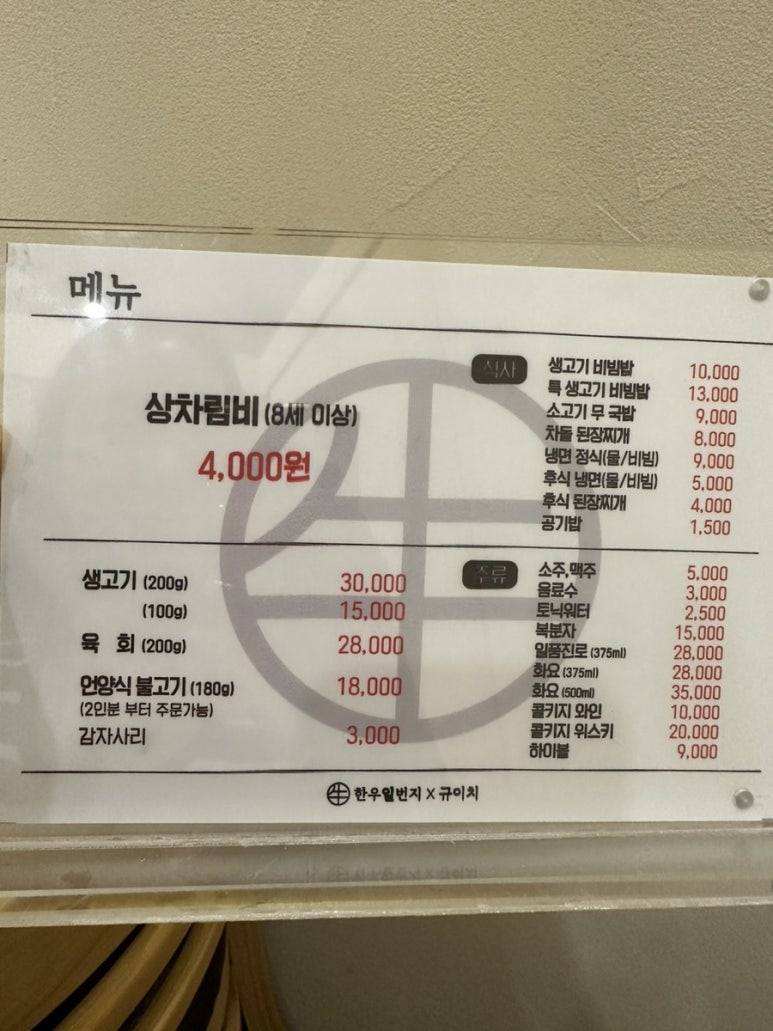 메뉴
상차림비 (8세 이상)
4,000원
생고기 (200g) 30,000
(100g) 15,000
육 회 (200g) 28,000
언양식 불고기 (180g) 18,000
(2인분 부터 주문가능)
감자사리 3,000
식사
생고기 비빔밥 10,000
특 생고기 비빔밥 13,000
소고기 무 국밥 9,000
차돌 된장찌개 8,000
냉면 정식(물/비빔) 9,000
후식 냉면(물/비빔) 5,000
후식 된장찌개 4,000
공기밥 1,500
주류
소주,맥주 5,000
음료수 3,000
토닉워터 2,500
복분자 15,000
일품진로 (375ml) 28,000
화요 (375ml) 28,000
화요 (500ml) 35,000
콜키지 와인 10,000
콜키지 위스키 20,000
하이볼 9,000
한우일번지 X 규이치